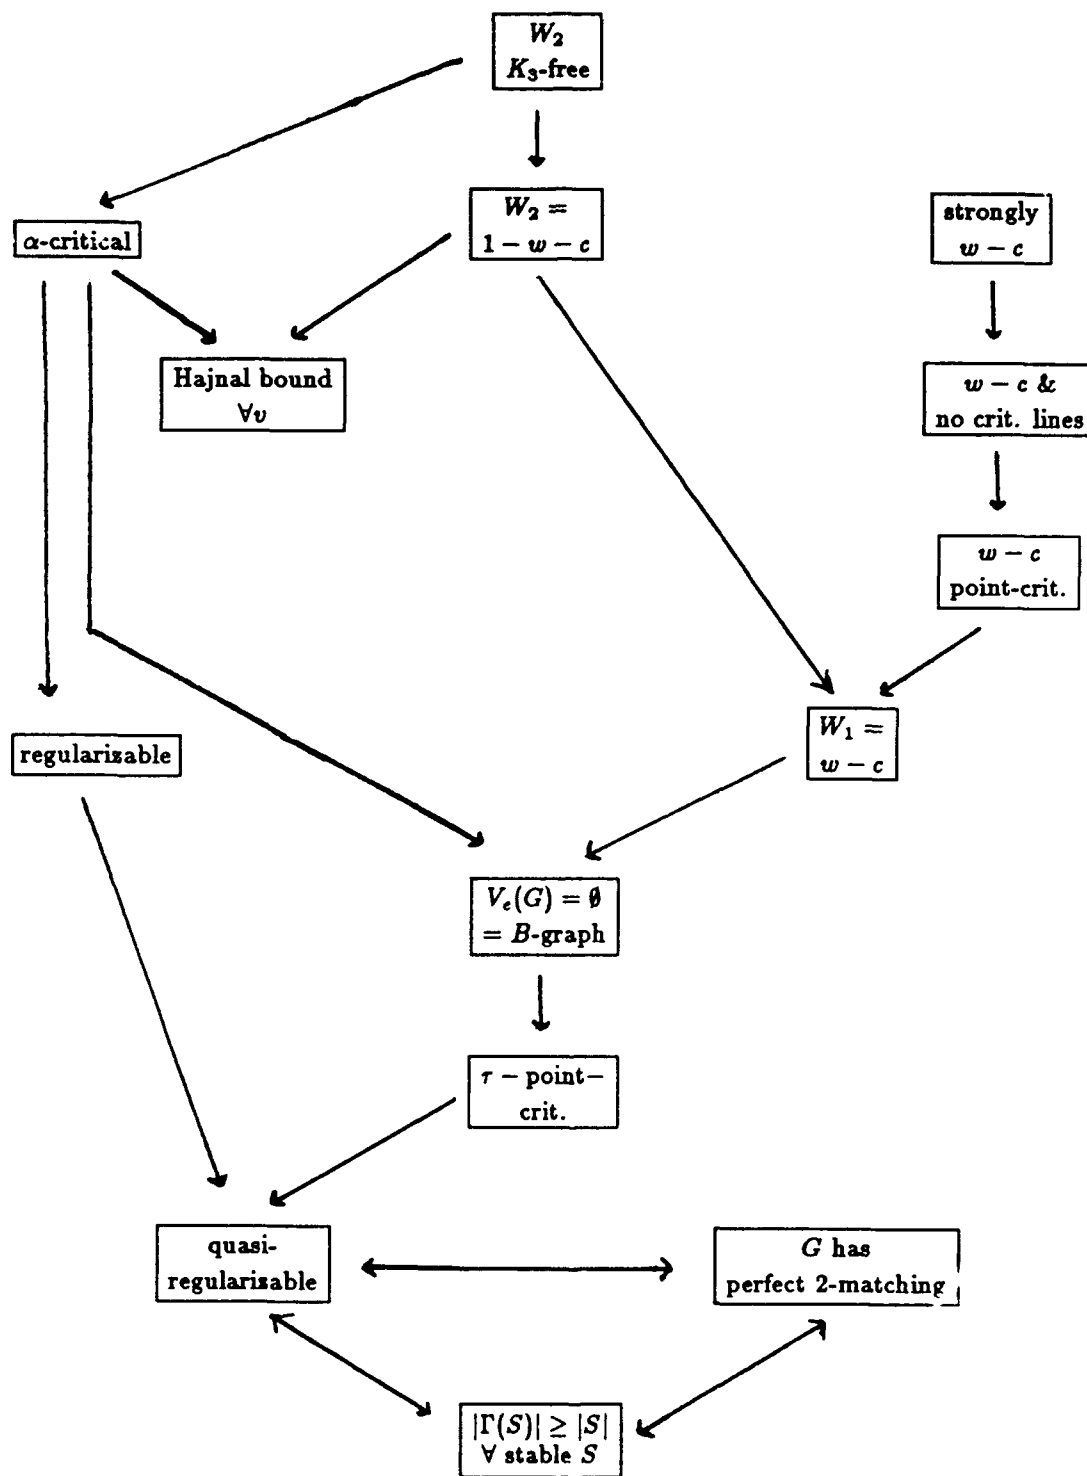 W₂
K₃-free
α-critical
W₂ =
1 − w − c
strongly
w − c
Hajnal bound
∀v
w − c &
no crit. lines
w − c
point-crit.
regularizable
W₁ =
w − c
Vₑ(G) = ∅
= B-graph
τ − point−
crit.
quasi-
regularizable
G has
perfect 2-matching
|Γ(S)| ≥ |S|
∀ stable S